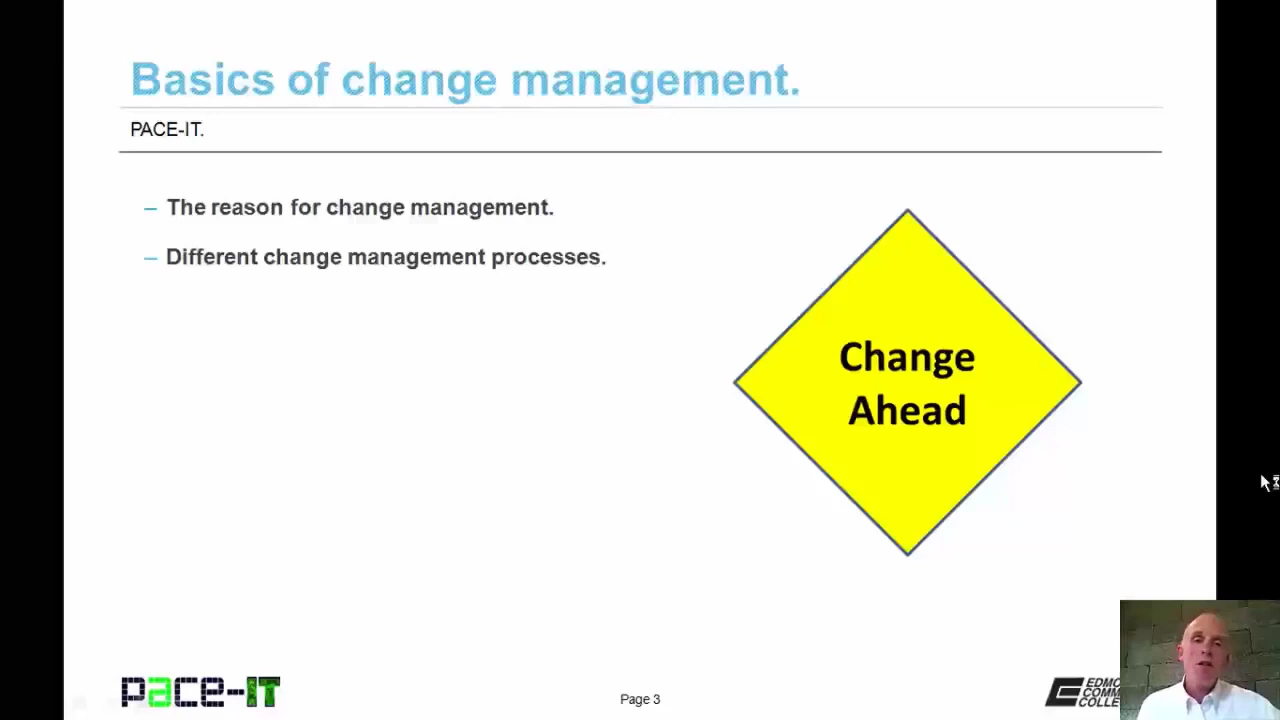 Basics of change management.
PACE-IT.
– The reason for change management.
– Different change management processes.
Change
Ahead
pace-IT
Page 3